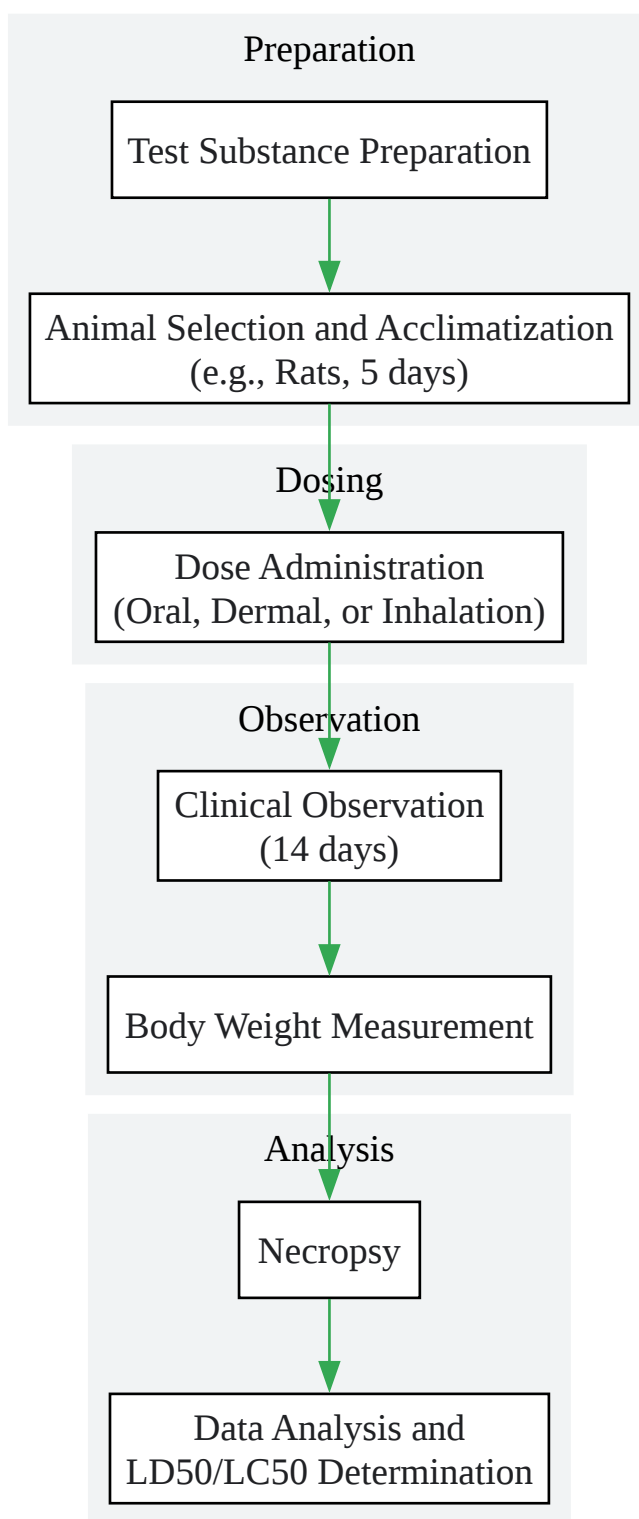 Preparation
Test Substance Preparation
Animal Selection and Acclimatization
(e.g., Rats, 5 days)
Dosing
Dose Administration
(Oral, Dermal, or Inhalation)
Observation
Clinical Observation
(14 days)
Body Weight Measurement
Analysis
Necropsy
Data Analysis and
LD50/LC50 Determination